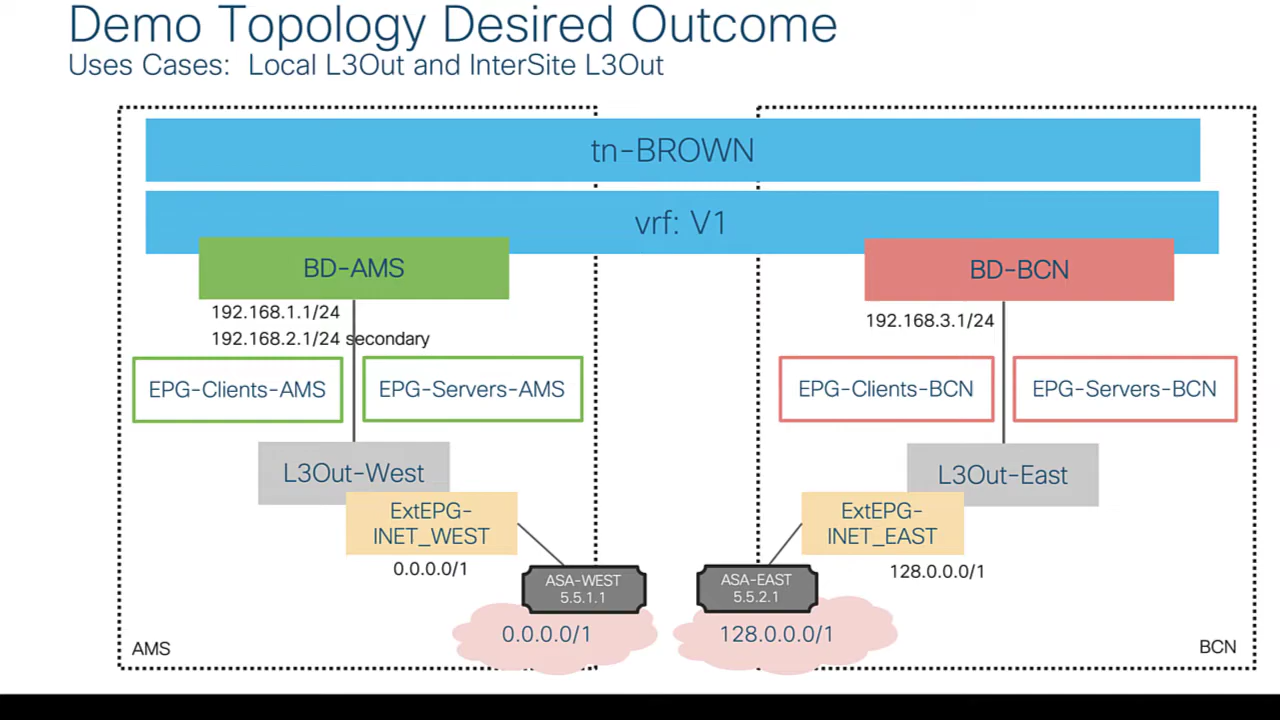 Demo Topology Desired Outcome
Uses Cases: Local L3Out and InterSite L3Out
tn-BROWN
vrf: V1
BD-AMS
BD-BCN
192.168.1.1/24
192.168.2.1/24 secondary
192.168.3.1/24
EPG-Clients-AMS
EPG-Servers-AMS
EPG-Clients-BCN
EPG-Servers-BCN
L3Out-West
L3Out-East
ExtEPG-
INET_WEST
ExtEPG-
INET_EAST
0.0.0.0/1
128.0.0.0/1
ASA-WEST
5.5.1.1
ASA-EAST
5.5.2.1
0.0.0.0/1
128.0.0.0/1
AMS
BCN